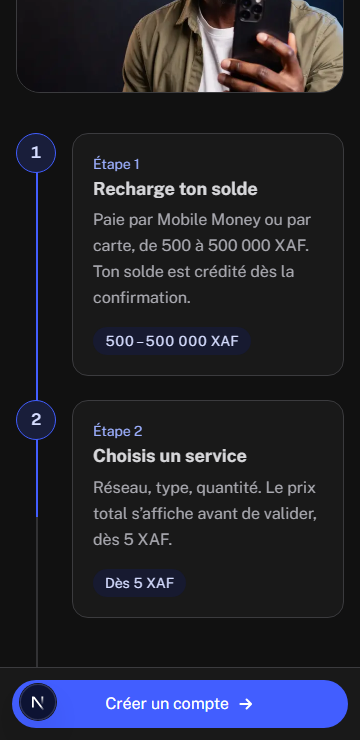 1
Étape 1
Recharge ton solde
Paie par Mobile Money ou par
carte, de 500 à 500 000 XAF.
Ton solde est crédité dès la
confirmation.
500 – 500 000 XAF
2
Étape 2
Choisis un service
Réseau, type, quantité. Le prix
total s’affiche avant de valider,
dès 5 XAF.
Dès 5 XAF
N
Créer un compte →